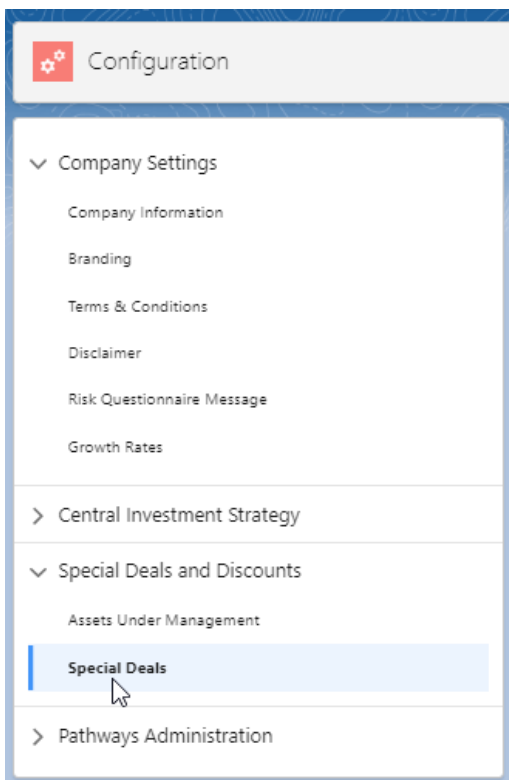 Configuration
Company Settings
Company Information
Branding
Terms & Conditions
Disclaimer
Risk Questionnaire Message
Growth Rates
Central Investment Strategy
Special Deals and Discounts
Assets Under Management
Special Deals
Pathways Administration